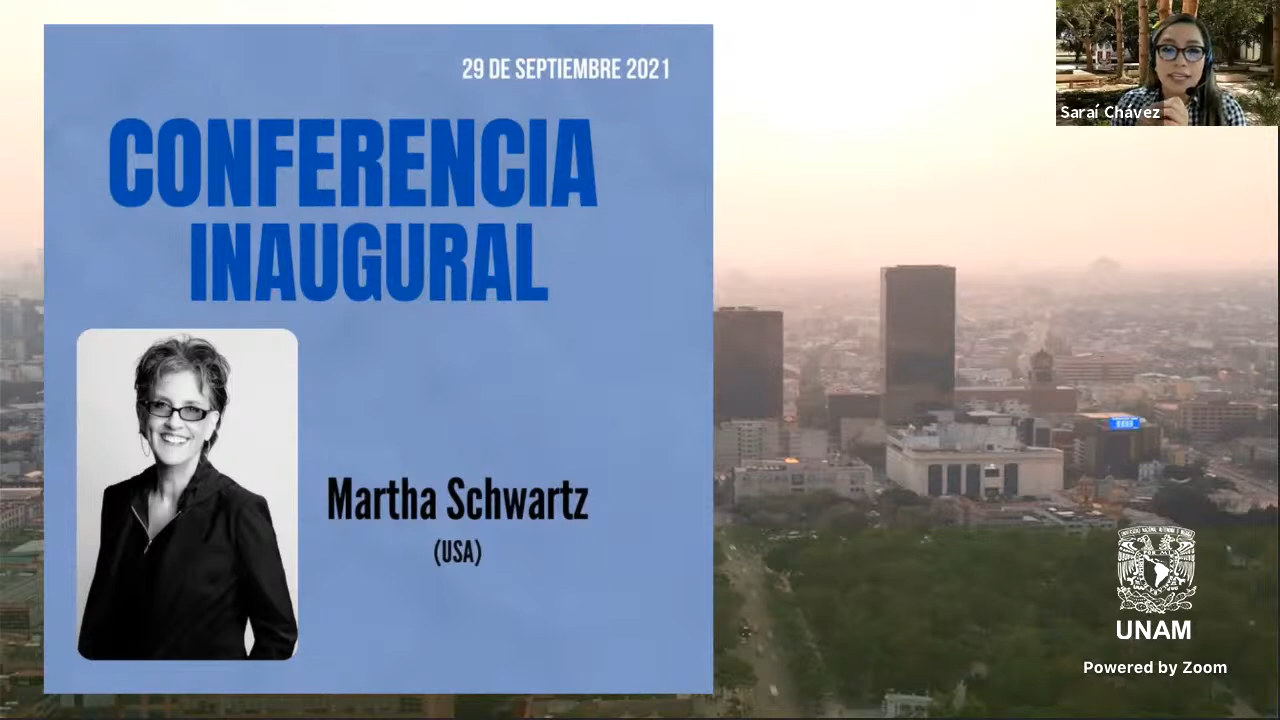 29 DE SEPTIEMBRE 2021
CONFERENCIA
INAUGURAL
Martha Schwartz
(USA)
Saraí Chávez
UNAM
Powered by Zoom